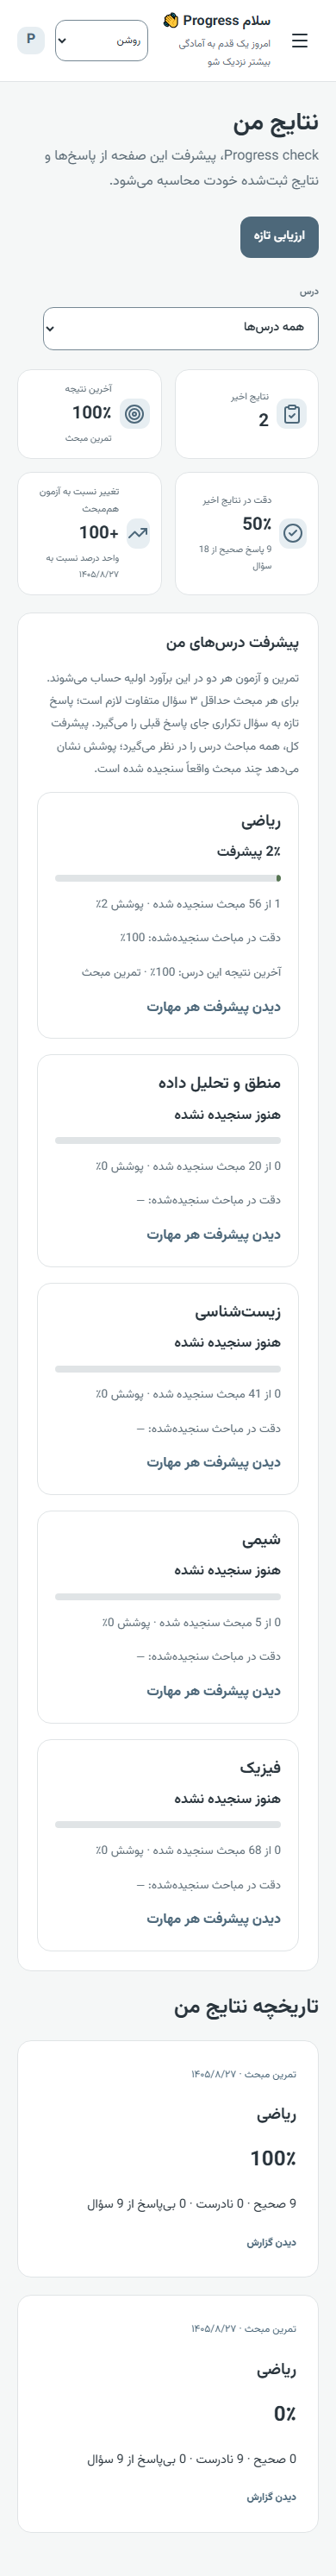 سلام Progress 👋
امروز یک قدم به آمادگی
بیشتر نزدیک شو
روشن
P
نتایج من
Progress check، پیشرفت این صفحه از پاسخ‌ها و
نتایج ثبت‌شده خودت محاسبه می‌شود.
ارزیابی تازه
درس
همه درس‌ها
نتایج اخیر
2
آخرین نتیجه
100٪
تمرین مبحث
دقت در نتایج اخیر
50٪
9 پاسخ صحیح از 18
سؤال
تغییر نسبت به آزمون
هم‌مبحث
+100
واحد درصد نسبت به
۱۴۰۵/۸/۲۷
پیشرفت درس‌های من
تمرین و آزمون هر دو در این برآورد اولیه حساب می‌شوند.
برای هر مبحث حداقل ۳ سؤال متفاوت لازم است؛ پاسخ
تازه به سؤال تکراری جای پاسخ قبلی را می‌گیرد. پیشرفت
کل، همه مباحث درس را در نظر می‌گیرد؛ پوشش نشان
می‌دهد چند مبحث واقعاً سنجیده شده است.
ریاضی
2٪ پیشرفت
1 از 56 مبحث سنجیده شده · پوشش 2٪
دقت در مباحث سنجیده‌شده: 100٪
آخرین نتیجه این درس: 100٪ · تمرین مبحث
دیدن پیشرفت هر مهارت
منطق و تحلیل داده
هنوز سنجیده نشده
0 از 20 مبحث سنجیده شده · پوشش 0٪
دقت در مباحث سنجیده‌شده: —
دیدن پیشرفت هر مهارت
زیست‌شناسی
هنوز سنجیده نشده
0 از 41 مبحث سنجیده شده · پوشش 0٪
دقت در مباحث سنجیده‌شده: —
دیدن پیشرفت هر مهارت
شیمی
هنوز سنجیده نشده
0 از 5 مبحث سنجیده شده · پوشش 0٪
دقت در مباحث سنجیده‌شده: —
دیدن پیشرفت هر مهارت
فیزیک
هنوز سنجیده نشده
0 از 68 مبحث سنجیده شده · پوشش 0٪
دقت در مباحث سنجیده‌شده: —
دیدن پیشرفت هر مهارت
تاریخچه نتایج من
تمرین مبحث · ۱۴۰۵/۸/۲۷
ریاضی
100٪
9 صحیح · 0 نادرست · 0 بی‌پاسخ از 9 سؤال
دیدن گزارش
تمرین مبحث · ۱۴۰۵/۸/۲۷
ریاضی
0٪
0 صحیح · 9 نادرست · 0 بی‌پاسخ از 9 سؤال
دیدن گزارش